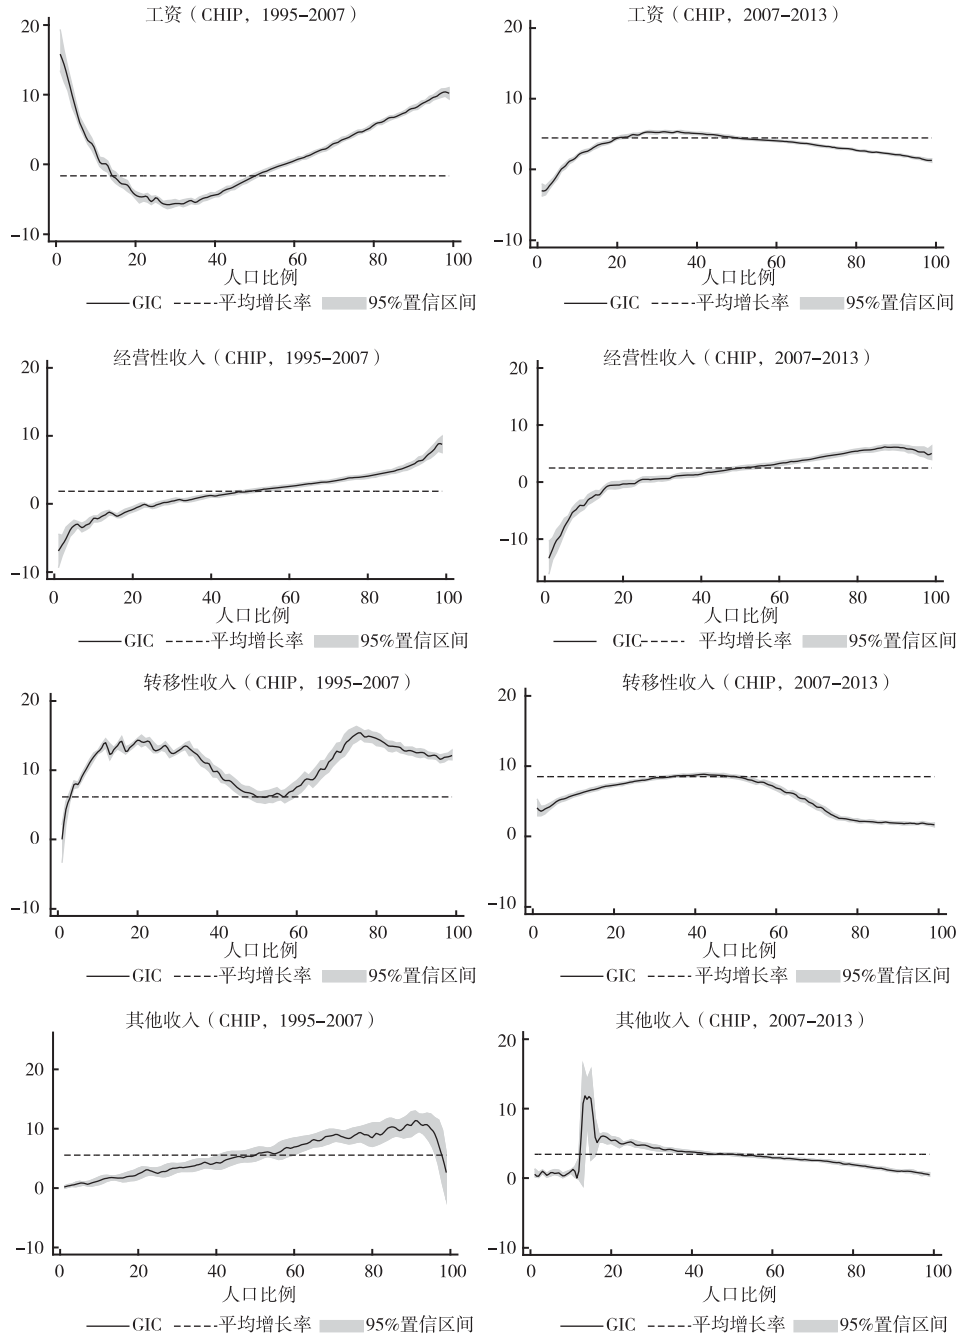 工资（CHIP，1995-2007）
20
10
0
-10
0 20 40 60 80 100
人口比例
GIC 平均增长率 95%置信区间
工资（CHIP，2007-2013）
20
10
0
-10
0 20 40 60 80 100
人口比例
GIC 平均增长率 95%置信区间
经营性收入（CHIP，1995-2007）
20
10
0
-10
0 20 40 60 80 100
人口比例
GIC 平均增长率 95%置信区间
经营性收入（CHIP，2007-2013）
20
10
0
-10
0 20 40 60 80 100
人口比例
GIC 平均增长率 95%置信区间
转移性收入（CHIP，1995-2007）
20
10
0
-10
0 20 40 60 80 100
人口比例
GIC 平均增长率 95%置信区间
转移性收入（CHIP，2007-2013）
20
10
0
-10
0 20 40 60 80 100
人口比例
GIC 平均增长率 95%置信区间
其他收入（CHIP，1995-2007）
20
10
0
-10
0 20 40 60 80 100
人口比例
GIC 平均增长率 95%置信区间
其他收入（CHIP，2007-2013）
20
10
0
-10
0 20 40 60 80 100
人口比例
GIC 平均增长率 95%置信区间